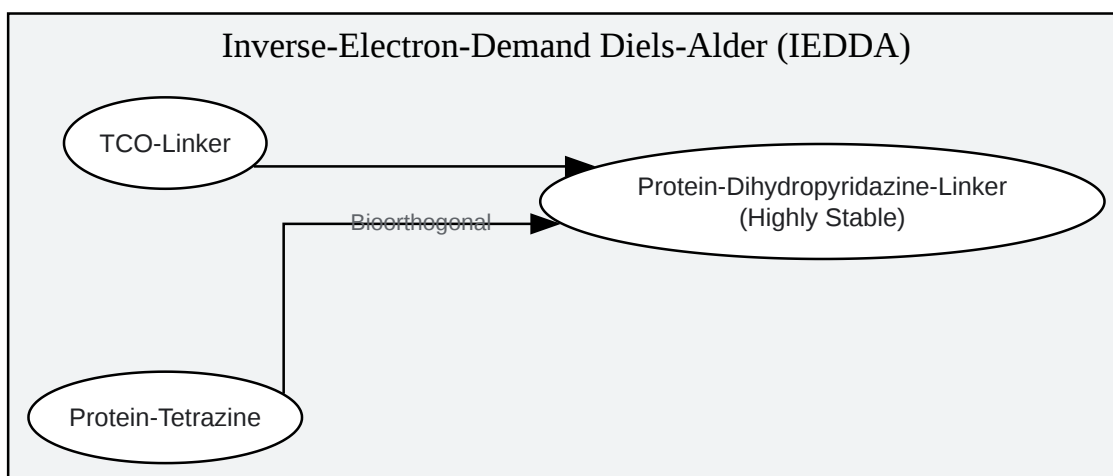 Inverse-Electron-Demand Diels-Alder (IEDDA)
TCO-Linker
Protein-Dihydropyridazine-Linker
(Highly Stable)
Bioorthogonal
Protein-Tetrazine